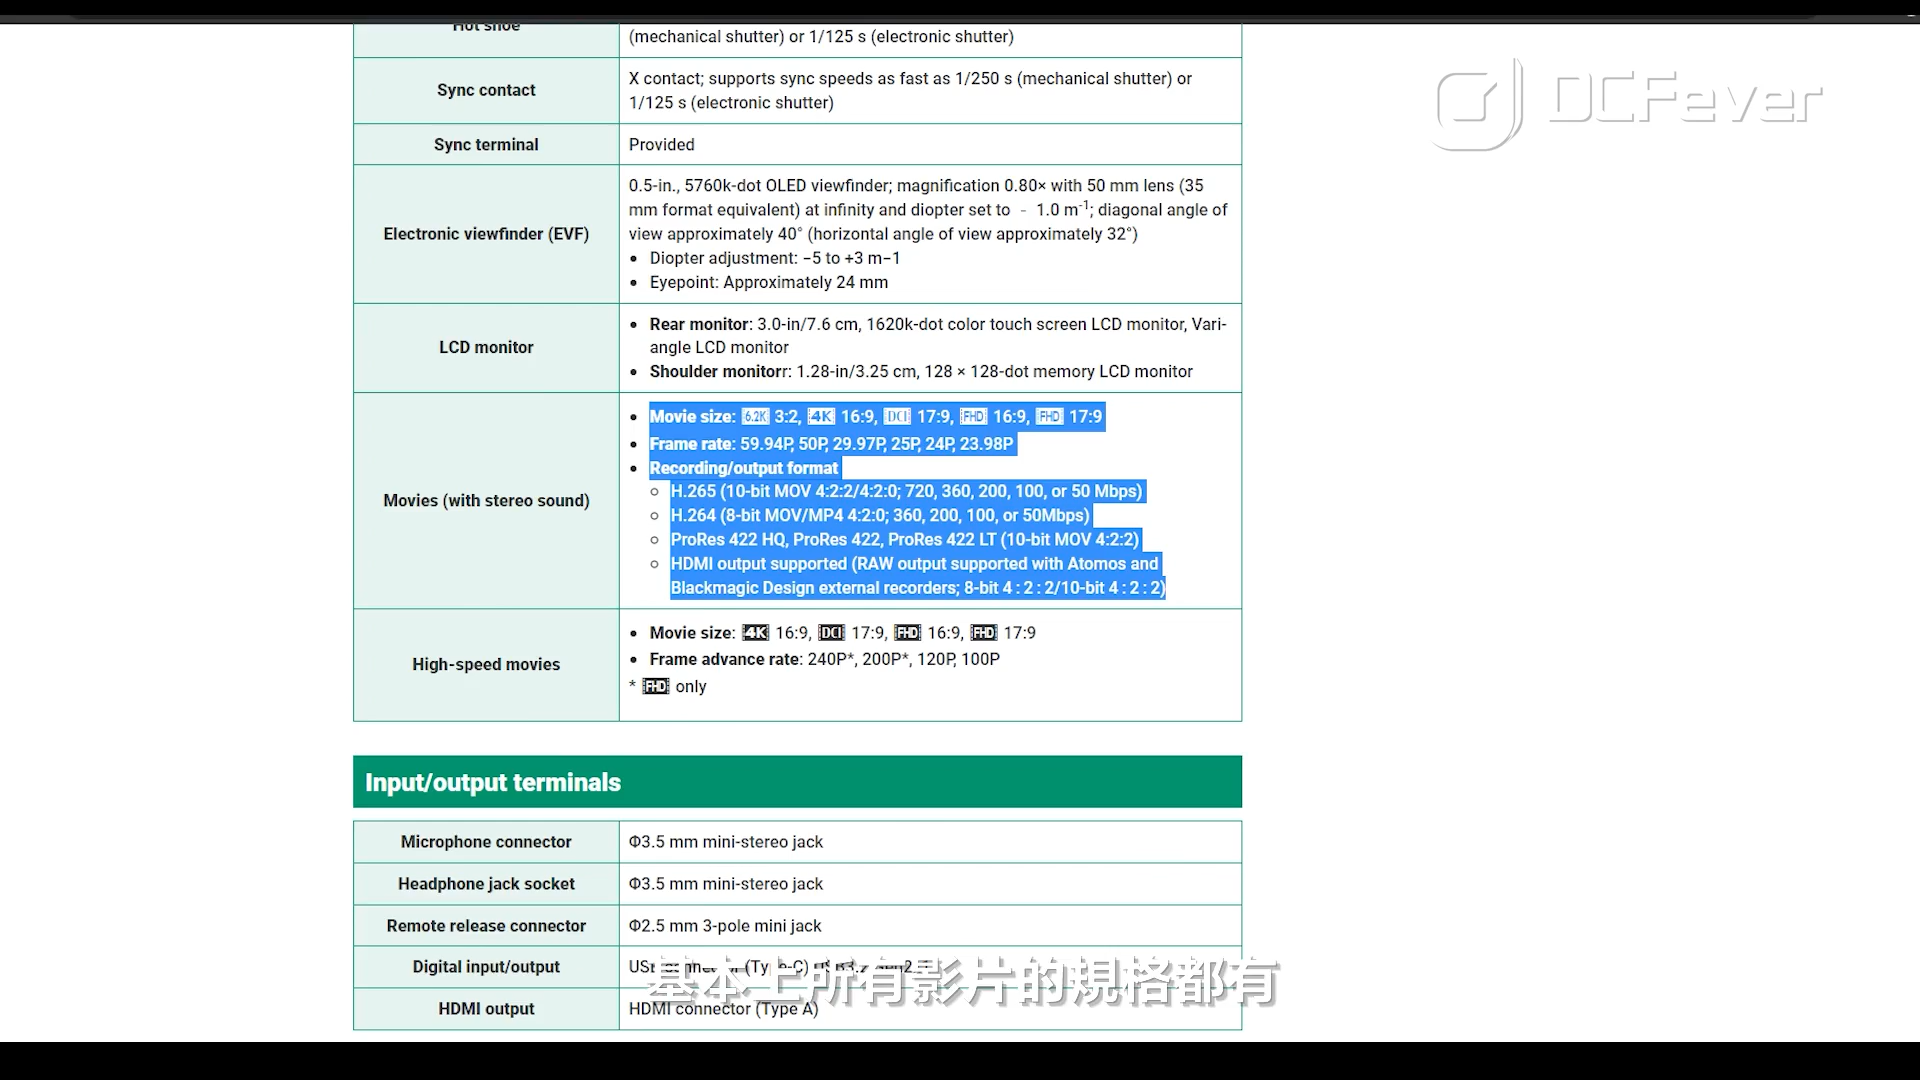 Hot shoe
(mechanical shutter) or 1/125 s (electronic shutter)
Sync contact
X contact; supports sync speeds as fast as 1/250 s (mechanical shutter) or
1/125 s (electronic shutter)
Sync terminal
Provided
Electronic viewfinder (EVF)
0.5-in., 5760k-dot OLED viewfinder; magnification 0.80× with 50 mm lens (35
mm format equivalent) at infinity and diopter set to － 1.0 m-1; diagonal angle of
view approximately 40° (horizontal angle of view approximately 32°)
• Diopter adjustment: −5 to +3 m−1
• Eyepoint: Approximately 24 mm
LCD monitor
• Rear monitor: 3.0-in/7.6 cm, 1620k-dot color touch screen LCD monitor, Vari-
angle LCD monitor
• Shoulder monitorr: 1.28-in/3.25 cm, 128 × 128-dot memory LCD monitor
Movies (with stereo sound)
• Movie size: 6.2K 3:2, 4K 16:9, DCI 17:9, FHD 16:9, FHD 17:9
• Frame rate: 59.94P, 50P, 29.97P, 25P, 24P, 23.98P
• Recording/output format
○ H.265 (10-bit MOV 4:2:2/4:2:0; 720, 360, 200, 100, or 50 Mbps)
○ H.264 (8-bit MOV/MP4 4:2:0; 360, 200, 100, or 50Mbps)
○ ProRes 422 HQ, ProRes 422, ProRes 422 LT (10-bit MOV 4:2:2)
○ HDMI output supported (RAW output supported with Atomos and
Blackmagic Design external recorders; 8-bit 4 : 2 : 2/10-bit 4 : 2 : 2)
High-speed movies
• Movie size: 4K 16:9, DCI 17:9, FHD 16:9, FHD 17:9
• Frame advance rate: 240P*, 200P*, 120P, 100P
* FHD only
Input/output terminals
Microphone connector
Φ3.5 mm mini-stereo jack
Headphone jack socket
Φ3.5 mm mini-stereo jack
Remote release connector
Φ2.5 mm 3-pole mini jack
Digital input/output
(Type-C)
HDMI output
HDMI connector (Type A)
基本上所有影片的規格都有
DCFever